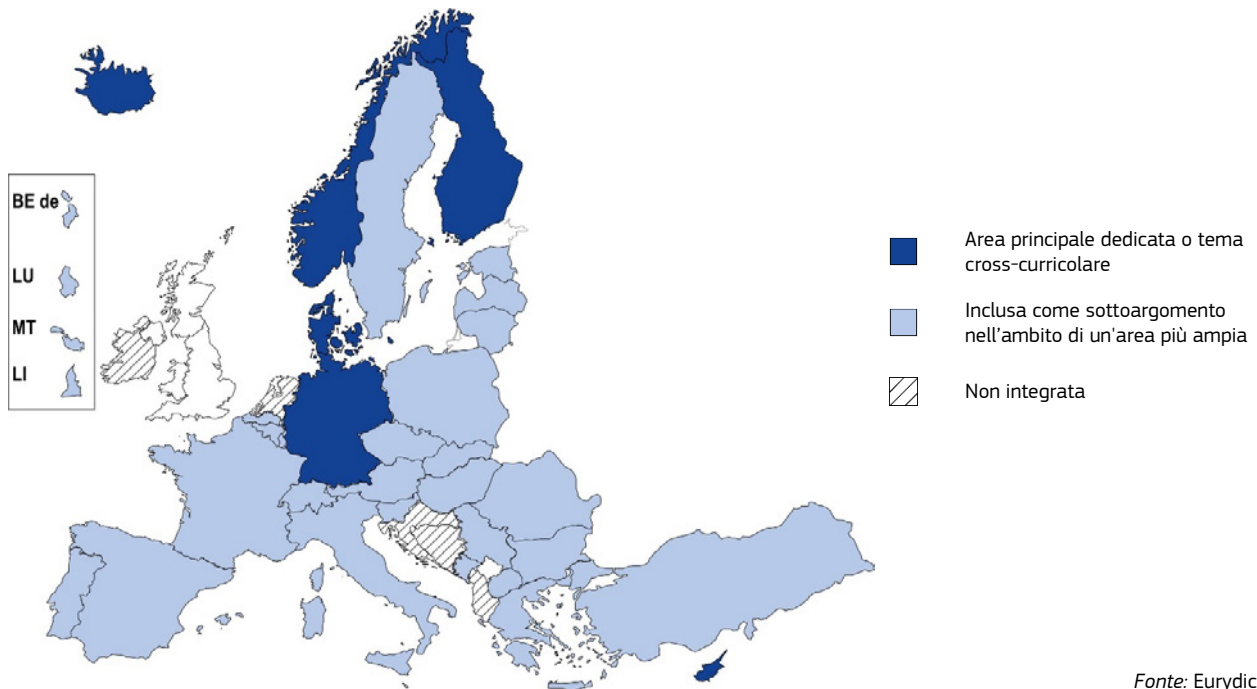 BE de
LU
MT
LI
Area principale dedicata o tema
cross-curricolare
Inclusa come sottoargomento
nell'ambito di un'area più ampia
Non integrata
Fonte: Eurydic